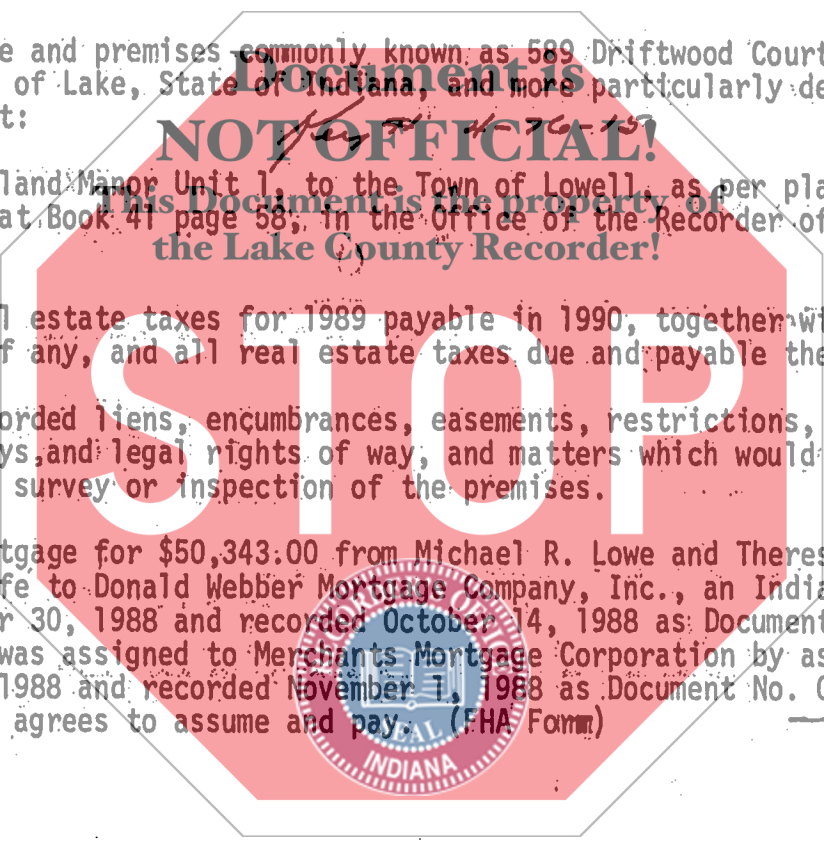 e and premises commonly known as 589 Driftwood Court
Document is
of Lake, State of Indiana, and more particularly de
t:
NOT OFFICIAL!
land Manor Unit 1, to the Town of Lowell, as per pla
This Document is the property of
at Book 41 page 58, in the Office of the Recorder of
the Lake County Recorder!
l estate taxes for 1989 payable in 1990, together wi
f any, and all real estate taxes due and payable the
STOP
orded liens, encumbrances, easements, restrictions,
ys,and legal rights of way, and matters which would
survey or inspection of the premises.
tgage for $50,343.00 from Michael R. Lowe and Theres
fe to Donald Webber Mortgage Company, Inc., an India
r 30, 1988 and recorded October 14, 1988 as Document
was assigned to Merchants Mortgage Corporation by as
1988 and recorded November 1, 1988 as Document No. 
agrees to assume and pay. (FHA Fomm)
SEAL
INDIANA